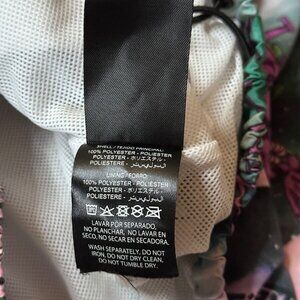 SHELL / TEJIDO PRINCIPAL:
100% POLYESTER
POLYESTER - ポリエステル -
POLIESTERE - بوليستر
LINING / FORRO
100% POLYESTER
POLYESTER - ポリエステル -
POLIESTERE - بوليستر
LAVAR POR SEPARADO,
NO PLANCHAR, NO LAVAR EN
SECO, NO SECAR EN SECADORA.
WASH SEPARATELY, DO NOT
IRON, DO NOT DRY CLEAN,
DO NOT TUMBLE DRY